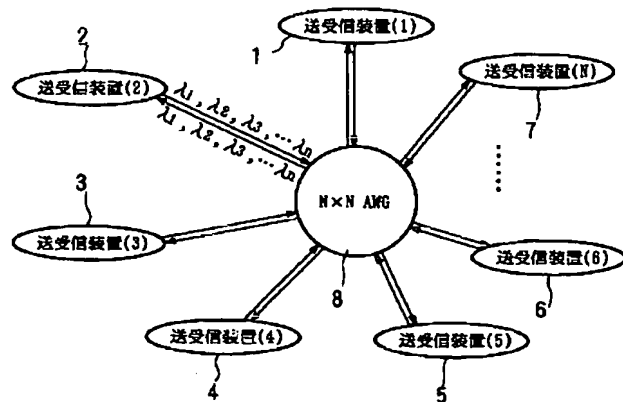 送受信装置(1)
1
送受信装置(N)
7
2
送受信装置(2)
λ1, λ2, λ3, …λn
λ1, λ2, λ3, …λn
3
送受信装置(3)
N×N AWG
8
送受信装置(6)
6
送受信装置(4)
4
送受信装置(5)
5